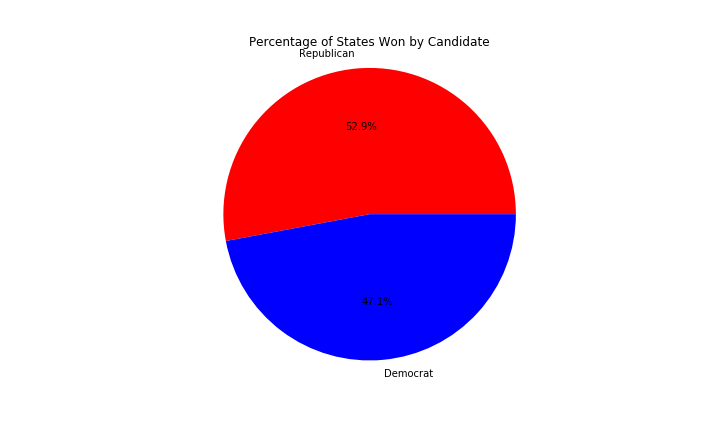 Percentage of States Won by Candidate
Republican
52.9%
47.1%
Democrat